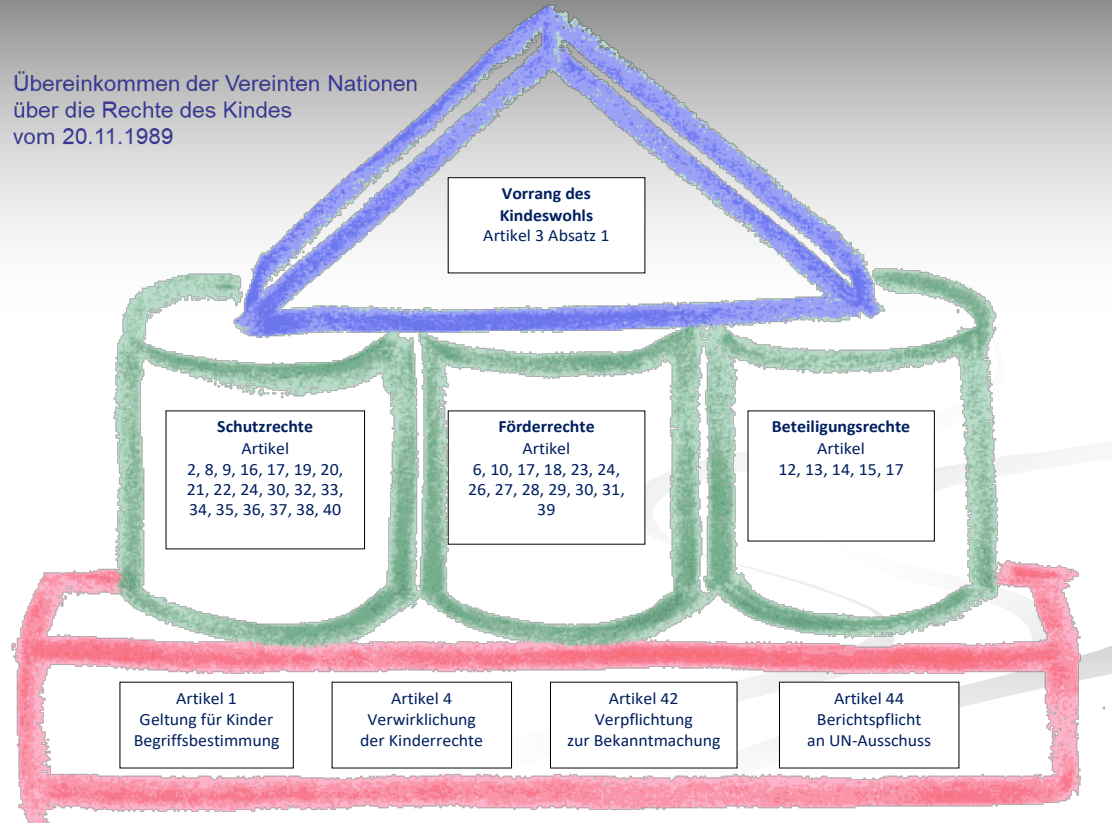 Übereinkommen der Vereinten Nationen
über die Rechte des Kindes
vom 20.11.1989
Vorrang des
Kindeswohls
Artikel 3 Absatz 1
Schutzrechte
Artikel
2, 8, 9, 16, 17, 19, 20,
21, 22, 24, 30, 32, 33,
34, 35, 36, 37, 38, 40
Förderrechte
Artikel
6, 10, 17, 18, 23, 24,
26, 27, 28, 29, 30, 31,
39
Beteiligungsrechte
Artikel
12, 13, 14, 15, 17
Artikel 1
Geltung für Kinder
Begriffsbestimmung
Artikel 4
Verwirklichung
der Kinderrechte
Artikel 42
Verpflichtung
zur Bekanntmachung
Artikel 44
Berichtspflicht
an UN-Ausschuss